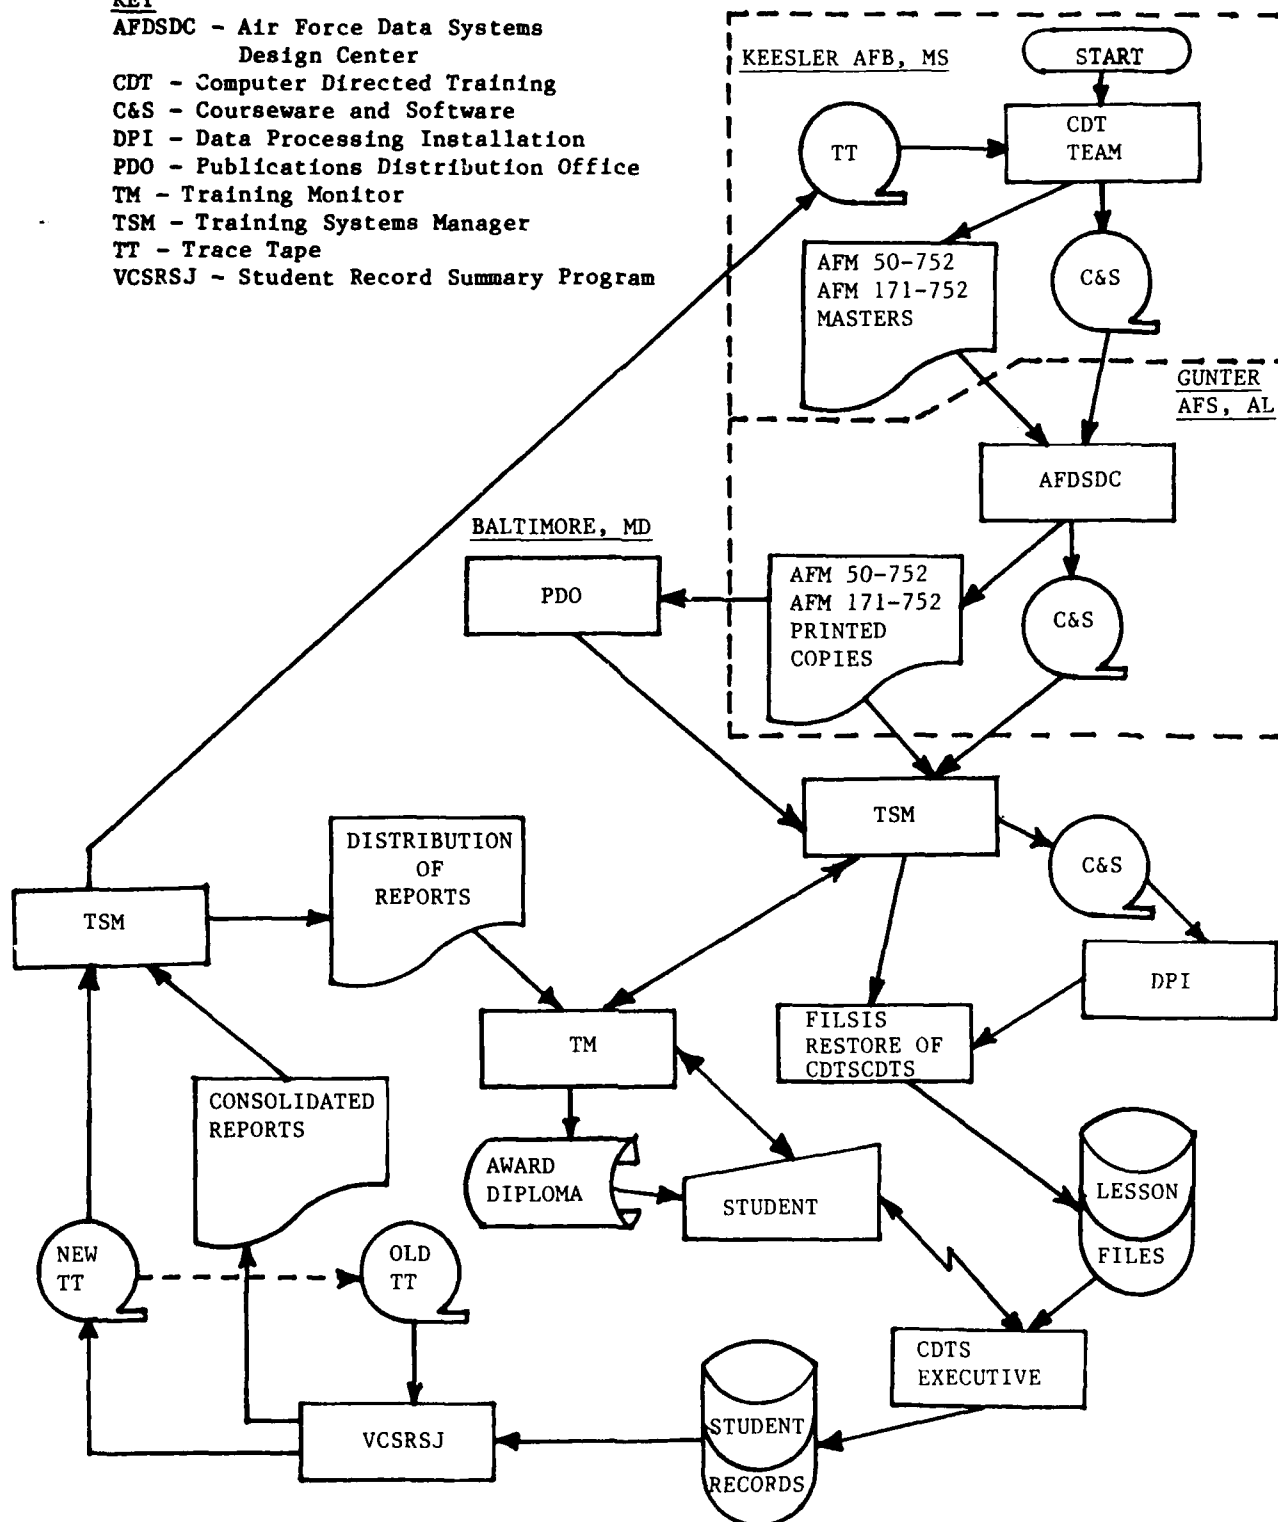 KEY
AFDSDC - Air Force Data Systems
Design Center
CDT - Computer Directed Training
C&S - Courseware and Software
DPI - Data Processing Installation
PDO - Publications Distribution Office
TM - Training Monitor
TSM - Training Systems Manager
TT - Trace Tape
VCSRSJ - Student Record Summary Program
KEESLER AFB, MS
START
CDT
TEAM
TT
AFM 50-752
AFM 171-752
MASTERS
C&S
GUNTER
AFS, AL
AFDSDC
BALTIMORE, MD
PDO
AFM 50-752
AFM 171-752
PRINTED
COPIES
C&S
TSM
C&S
DPI
DISTRIBUTION
OF
REPORTS
TSM
TM
FILSIS
RESTORE OF
CDTSCDTS
CONSOLIDATED
REPORTS
AWARD
DIPLOMA
STUDENT
LESSON
FILES
NEW
TT
OLD
TT
CDTS
EXECUTIVE
VCSRSJ
STUDENT
RECORDS